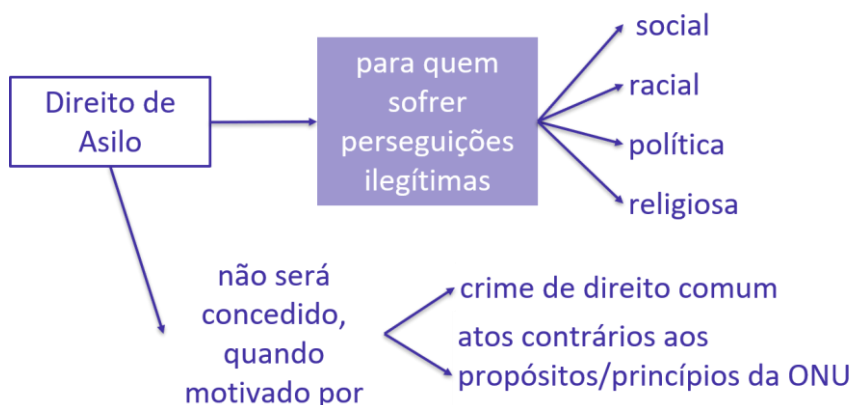 Direito de
Asilo
para quem
sofrer
perseguições
ilegítimas
social
racial
política
religiosa
não será
concedido,
quando
motivado por
crime de direito comum
atos contrários aos
propósitos/princípios da ONU